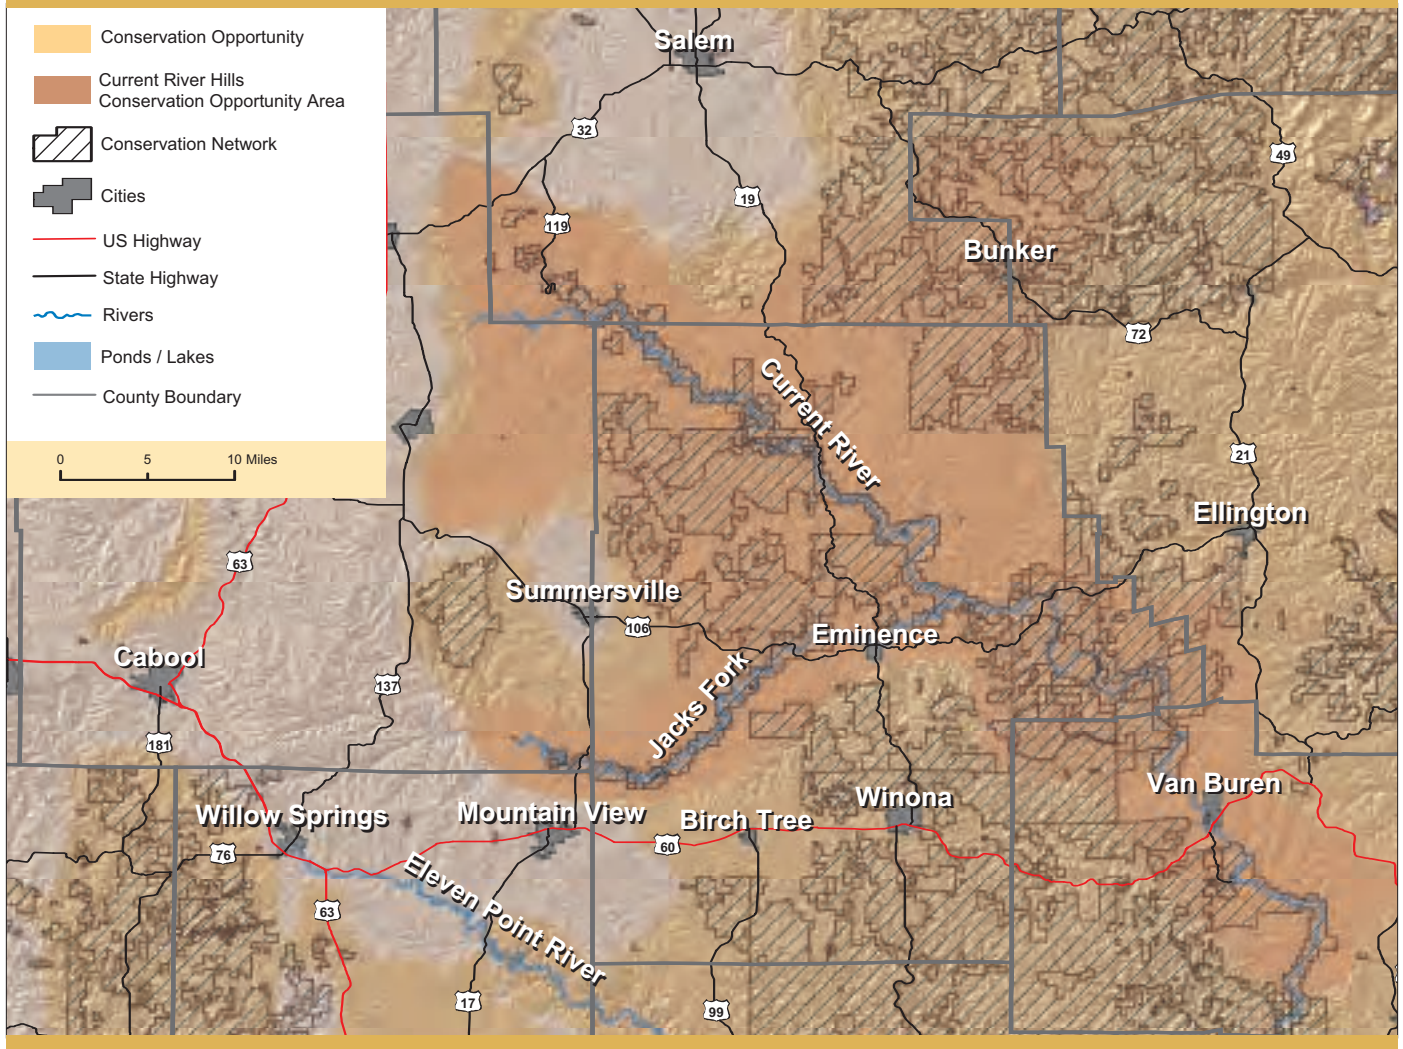 Conservation Opportunity
Current River Hills
Conservation Opportunity Area
Conservation Network
Cities
US Highway
State Highway
Rivers
Ponds / Lakes
County Boundary
0 5 10 Miles
Salem
32
49
19
119
Bunker
72
Current River
21
Ellington
63
Summersville
106
Eminence
Cabool
137
Jacks Fork
181
Van Buren
Winona
Willow Springs
Mountain View
Birch Tree
76
60
Eleven Point River
63
17
99